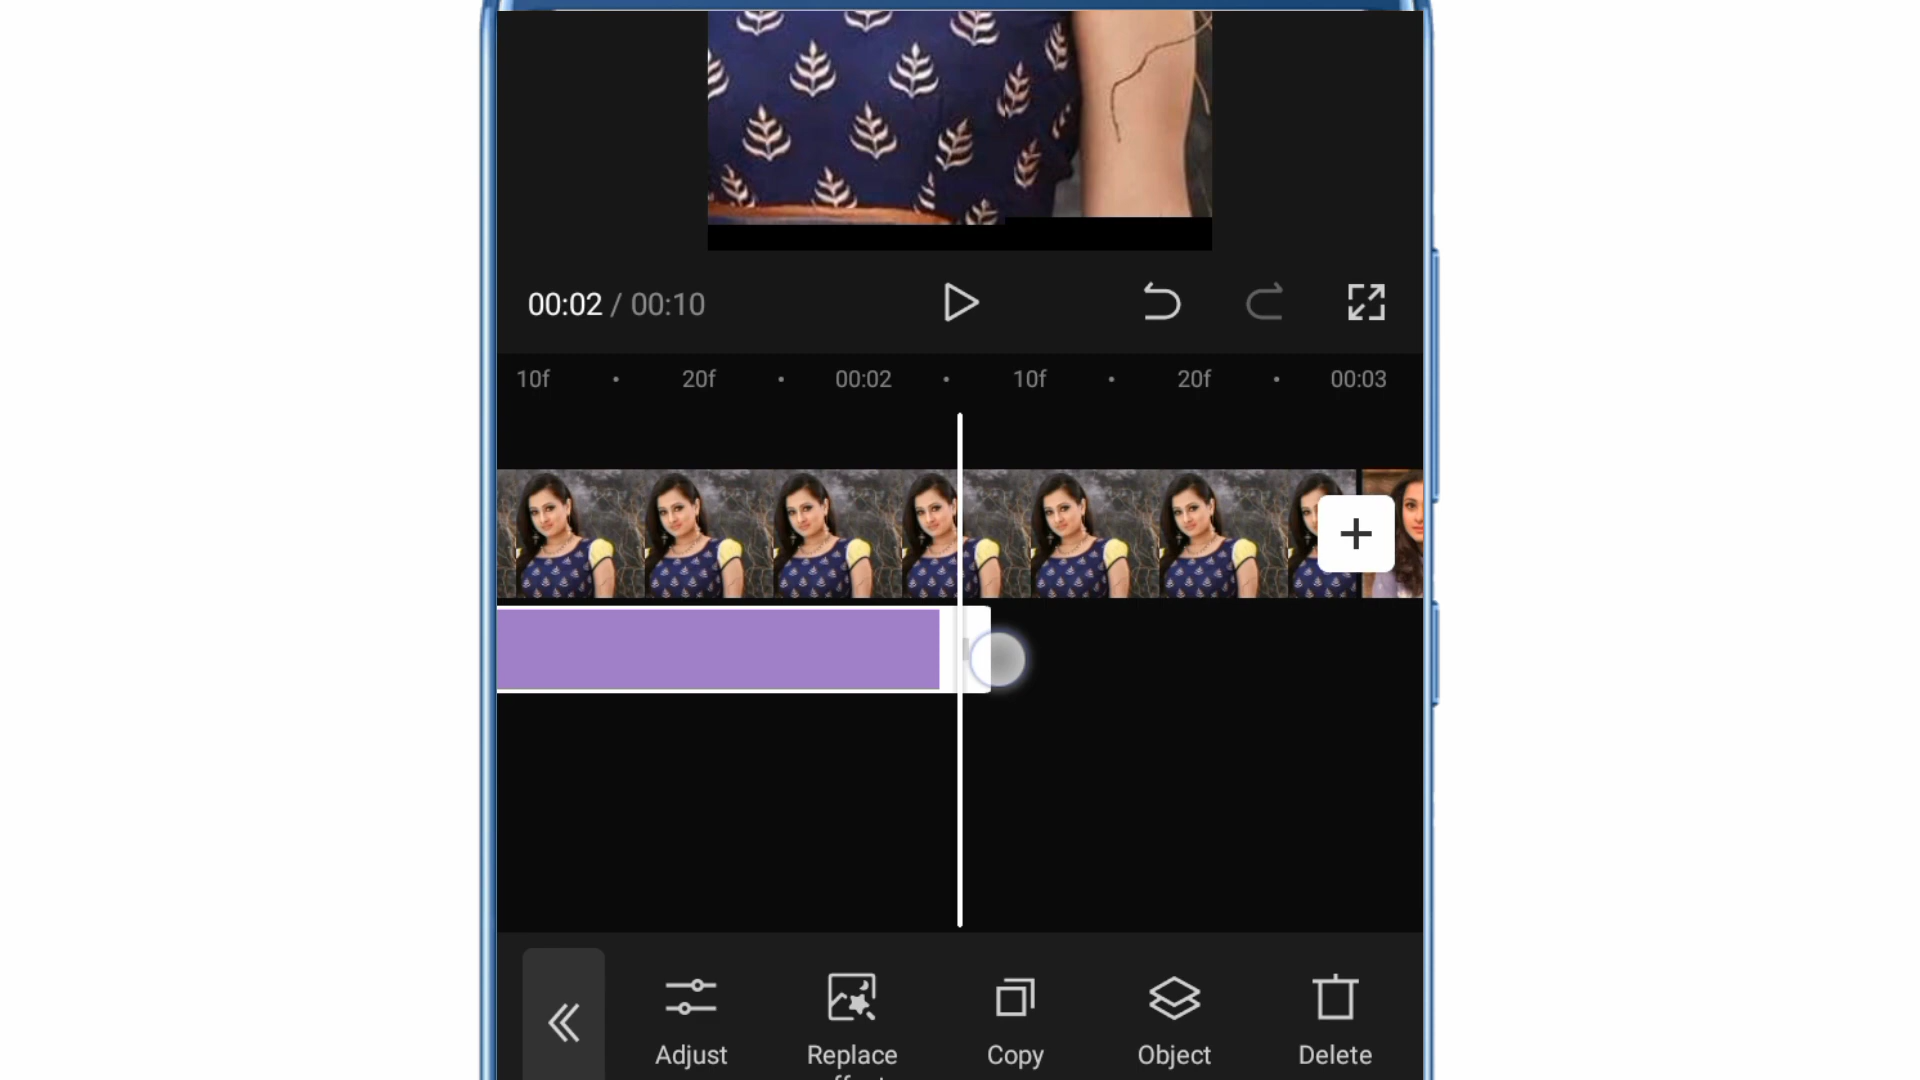 00:02 / 00:10
10f 20f 00:02 10f 20f 00:03
Adjust Replace Copy Object Delete